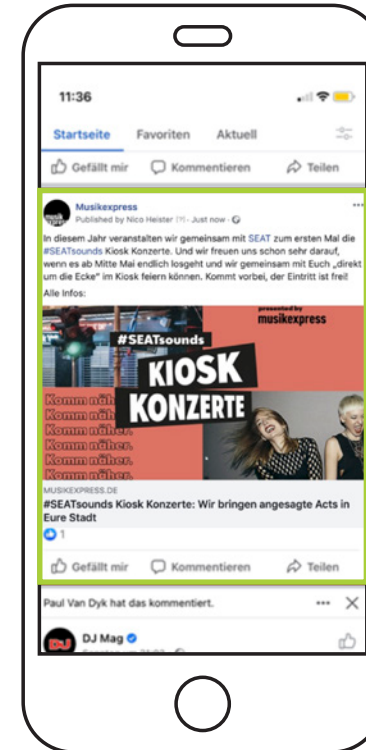 11:36
Startseite Favoriten Aktuell
Gefällt mir Kommentieren Teilen
Musikexpress
Published by Nico Heister [?] · Just now ·
In diesem Jahr veranstalten wir gemeinsam mit SEAT zum ersten Mal die
#SEATsounds Kiosk Konzerte. Und wir freuen uns schon sehr darauf,
wenn es ab Mitte Mai endlich losgeht und wir gemeinsam mit Euch „direkt
um die Ecke" im Kiosk feiern können. Kommt vorbei, der Eintritt ist frei!
Alle Infos:
presented by
musikexpress
#SEATsounds
KIOSK
KONZERTE
Komm näher.
Komm näher.
Komm näher.
Komm näher.
Komm näher.
Komm näher.
MUSIKEXPRESS.DE
#SEATsounds Kiosk Konzerte: Wir bringen angesagte Acts in
Eure Stadt
1
Gefällt mir Kommentieren Teilen
Paul Van Dyk hat das kommentiert.
DJ
DJ Mag